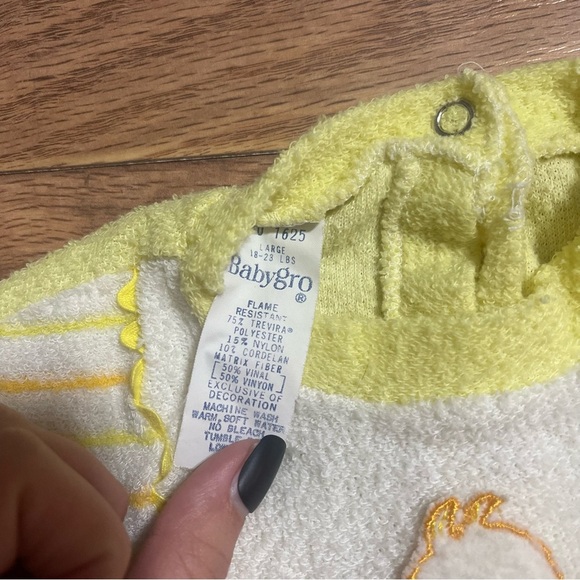 1625
LARGE
18-23 LBS
Babygro®
FLAME
RESISTANT
75% TREVIRA®
POLYESTER
15% NYLON
10% CORDELAN
MATRIX FIBER
[50% VINAL]
[50% VINYON]
EXCLUSIVE OF
DECORATION
MACHINE WASH
WARM, SOFT WATER
NO BLEACH
TUMBLE